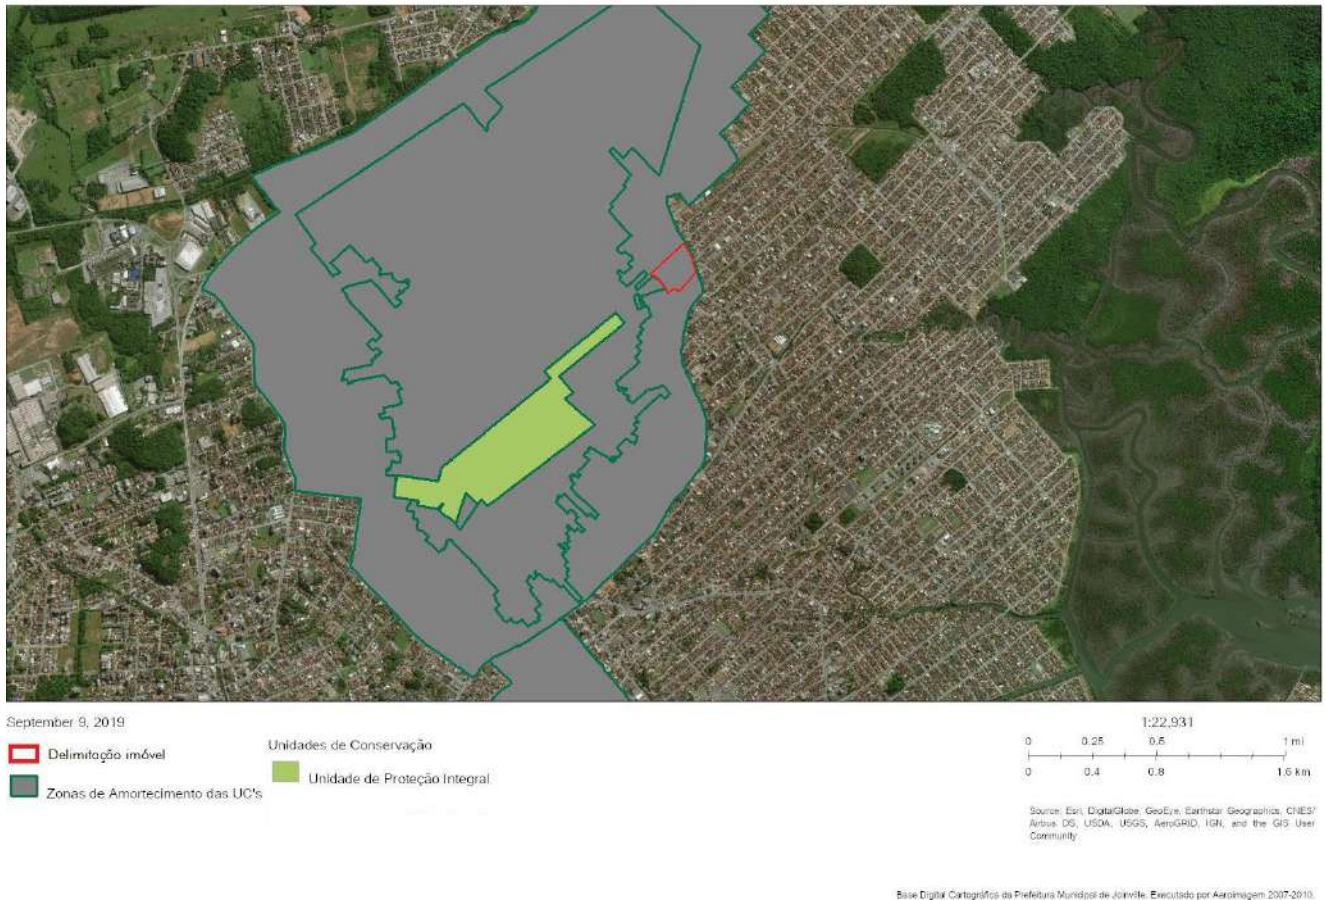 September 9, 2019
Delimitação imóvel
Zonas de Amortecimento das UC's
Unidades de Conservação
Unidade de Proteção Integral
1:22,931
0 0.25 0.5 1 mi
0 0.4 0.8 1.6 km
Source: Esri, DigitalGlobe, GeoEye, Earthstar Geographics, CNES/
Airbus DS, USDA, USGS, AeroGRID, IGN, and the GIS User
Community
Base Digital Cartográfica da Prefeitura Municipal de Joinville. Executado por Aeroimagem 2007-2010.